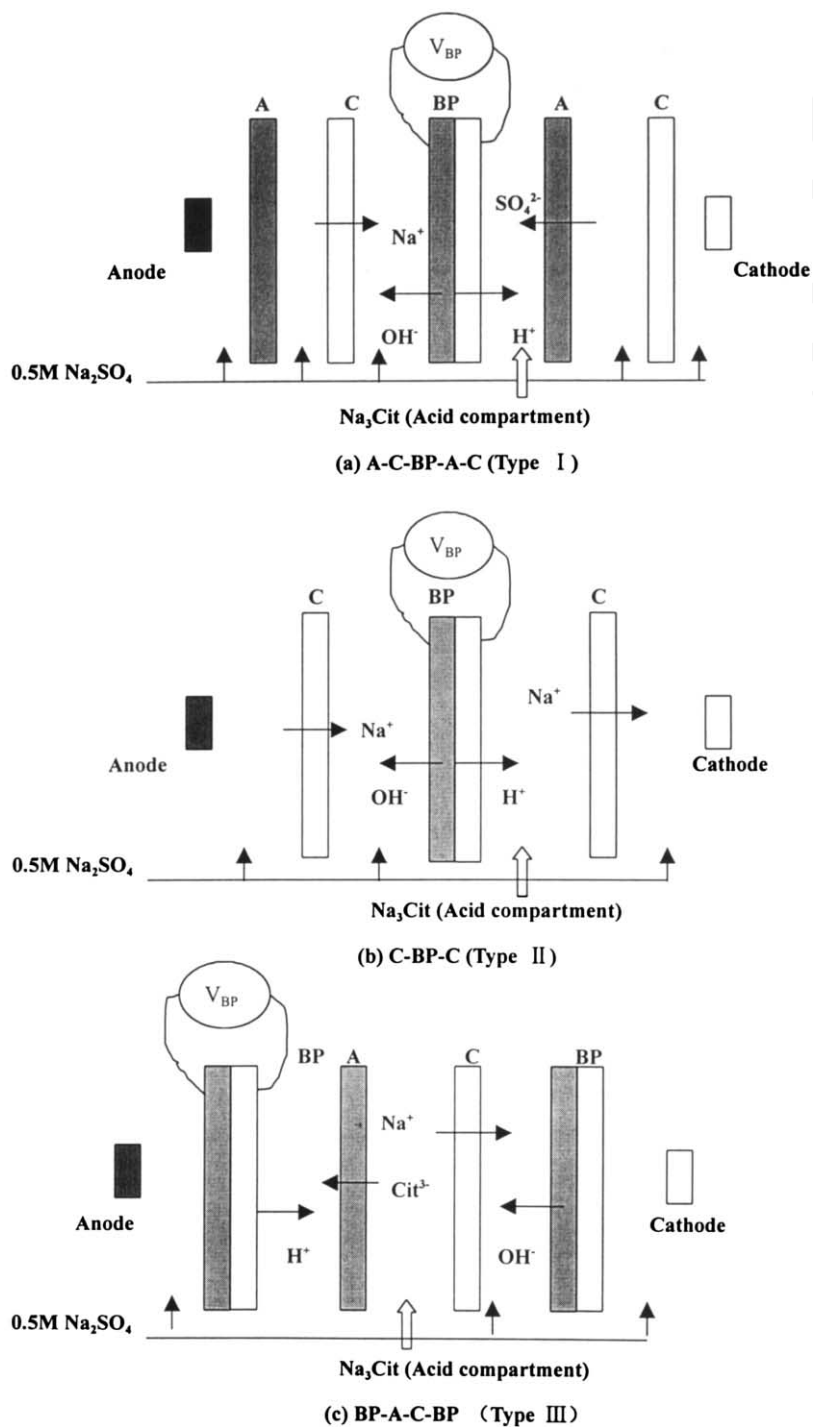 V_BP
A C BP A C
SO₄²⁻
Na⁺
Anode Cathode
OH⁻ H⁺
0.5M Na₂SO₄
Na₃Cit (Acid compartment)
(a) A-C-BP-A-C (Type Ⅰ)
V_BP
C BP C
Na⁺
Na⁺
Anode Cathode
OH⁻ H⁺
0.5M Na₂SO₄
Na₃Cit (Acid compartment)
(b) C-BP-C (Type Ⅱ)
V_BP
BP A C BP
Na⁺
Cit³⁻
Anode Cathode
H⁺ OH⁻
0.5M Na₂SO₄
Na₃Cit (Acid compartment)
(c) BP-A-C-BP (Type Ⅲ)